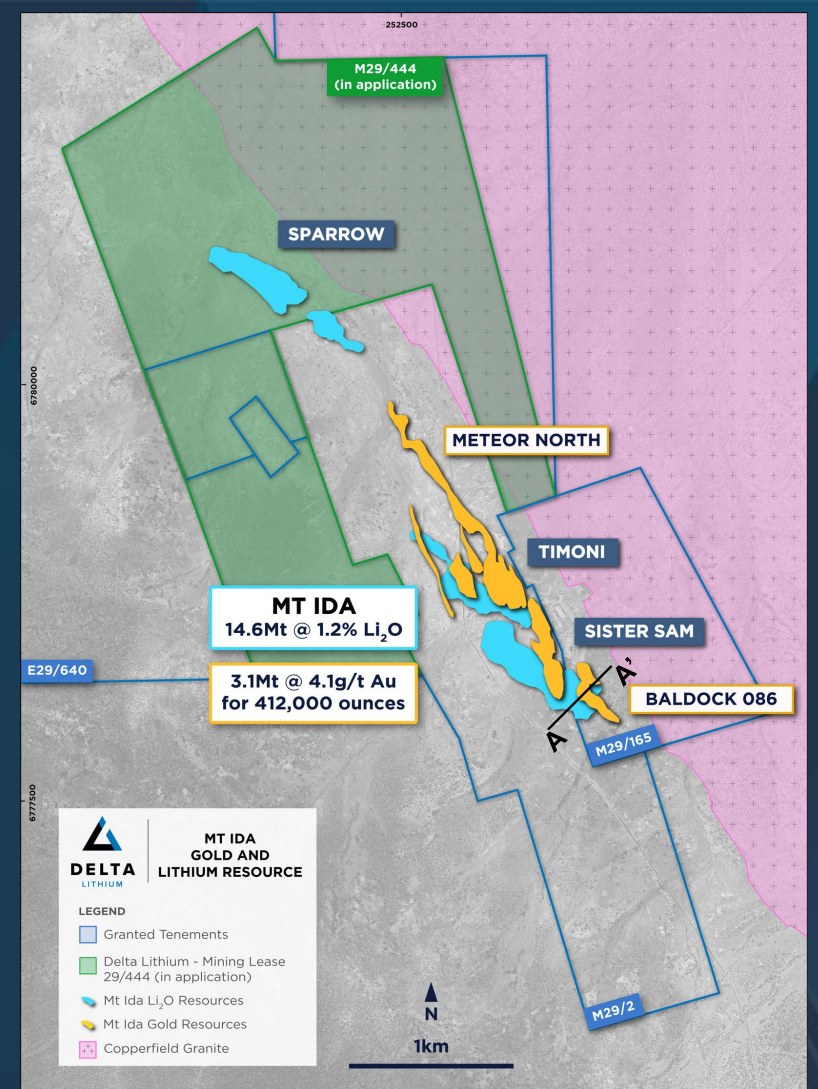 252500
M29/444
(in application)
SPARROW
6780000
METEOR NORTH
TIMONI
MT IDA
14.6Mt @ 1.2% Li₂O
SISTER SAM
A'
E29/640
3.1Mt @ 4.1g/t Au
for 412,000 ounces
BALDOCK 086
A
M29/165
6777500
DELTA
LITHIUM
MT IDA
GOLD AND
LITHIUM RESOURCE
LEGEND
Granted Tenements
Delta Lithium - Mining Lease
29/444 (in application)
Mt Ida Li₂O Resources
Mt Ida Gold Resources
Copperfield Granite
N
1km
M29/2